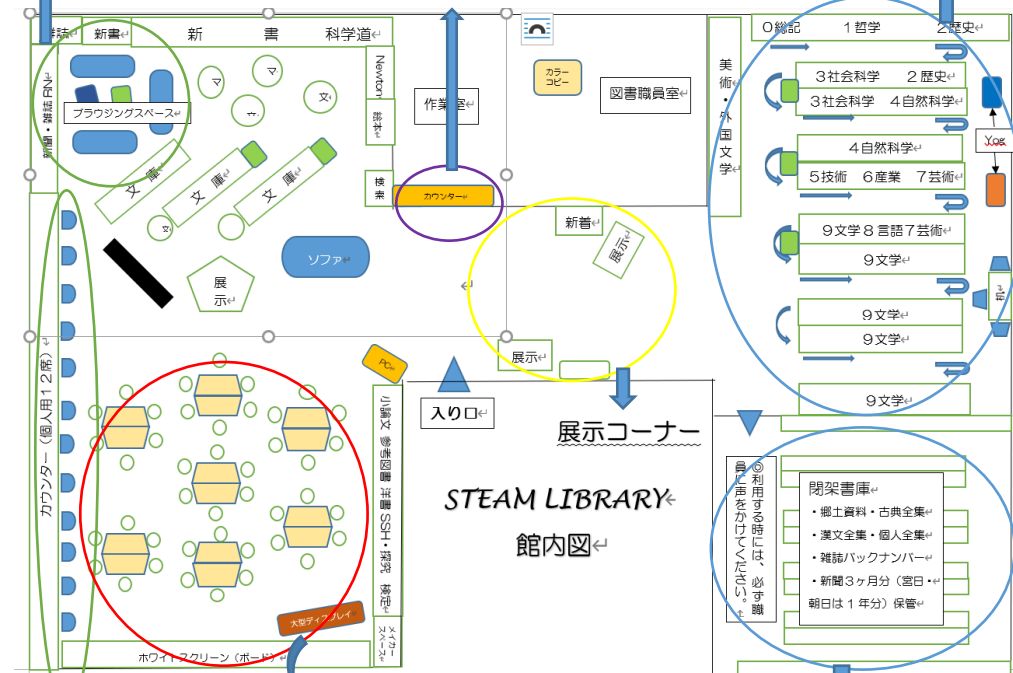 雑誌
新書
新　書　科学道
新聞・雑誌 BN
ブラウジングスペース
マ
マ
文
文
文
文庫
文庫
文庫
Newton
絵本
検索
作業室
カウンター
カラー
コピー
図書職員室
美術・外国文学
0総記　1哲学　2歴史
3社会科学　2歴史
3社会科学　4自然科学
4自然科学
5技術　6産業　7芸術
9文学8言語7芸術
9文学
9文学
9文学
9文学
Yog
机
新着
展示
展示
展示
ソファ
カウンター（個人用12席）
PC
入り口
展示コーナー
STEAM LIBRARY
館内図
小論文 参考図書 洋書 SSH・探究 検定
メイカー
スペース
大型ディスプレイ
ホワイトスクリーン（ボード）
◎利用する時には、必ず職
員に声をかけてください。
閉架書庫
・郷土資料・古典全集
・漢文全集・個人全集
・雑誌バックナンバー
・新聞3ヶ月分（宮日・
朝日は1年分）保管